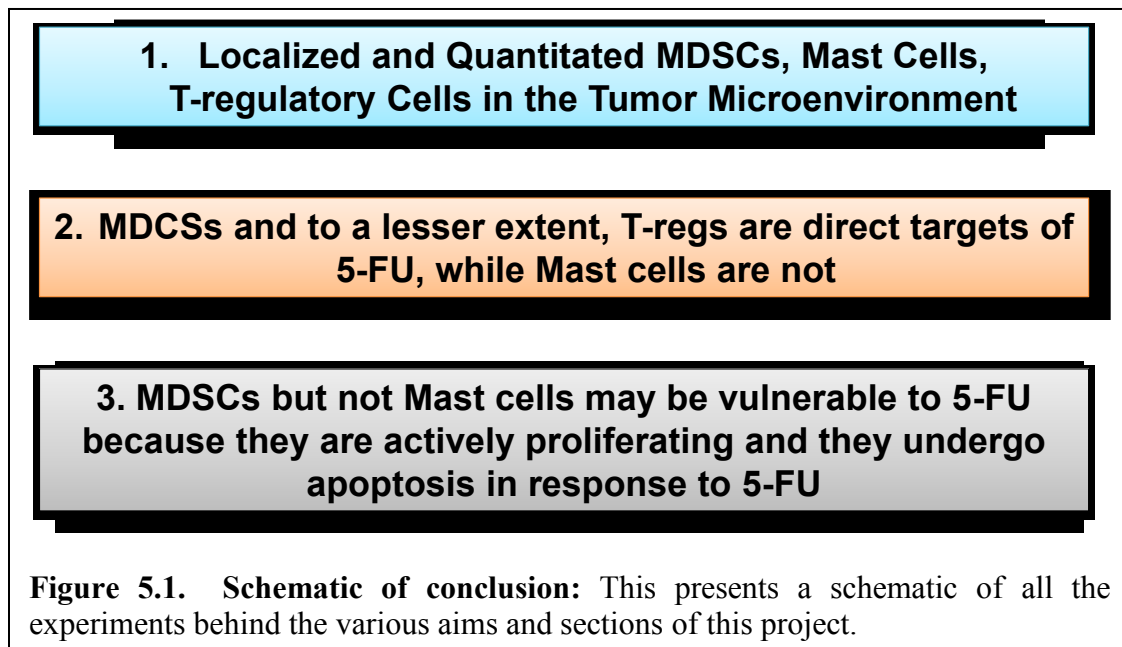 1. Localized and Quantitated MDSCs, Mast Cells,
T-regulatory Cells in the Tumor Microenvironment
2. MDCSs and to a lesser extent, T-regs are direct targets of
5-FU, while Mast cells are not
3. MDSCs but not Mast cells may be vulnerable to 5-FU
because they are actively proliferating and they undergo
apoptosis in response to 5-FU
Figure 5.1. Schematic of conclusion: This presents a schematic of all the
experiments behind the various aims and sections of this project.